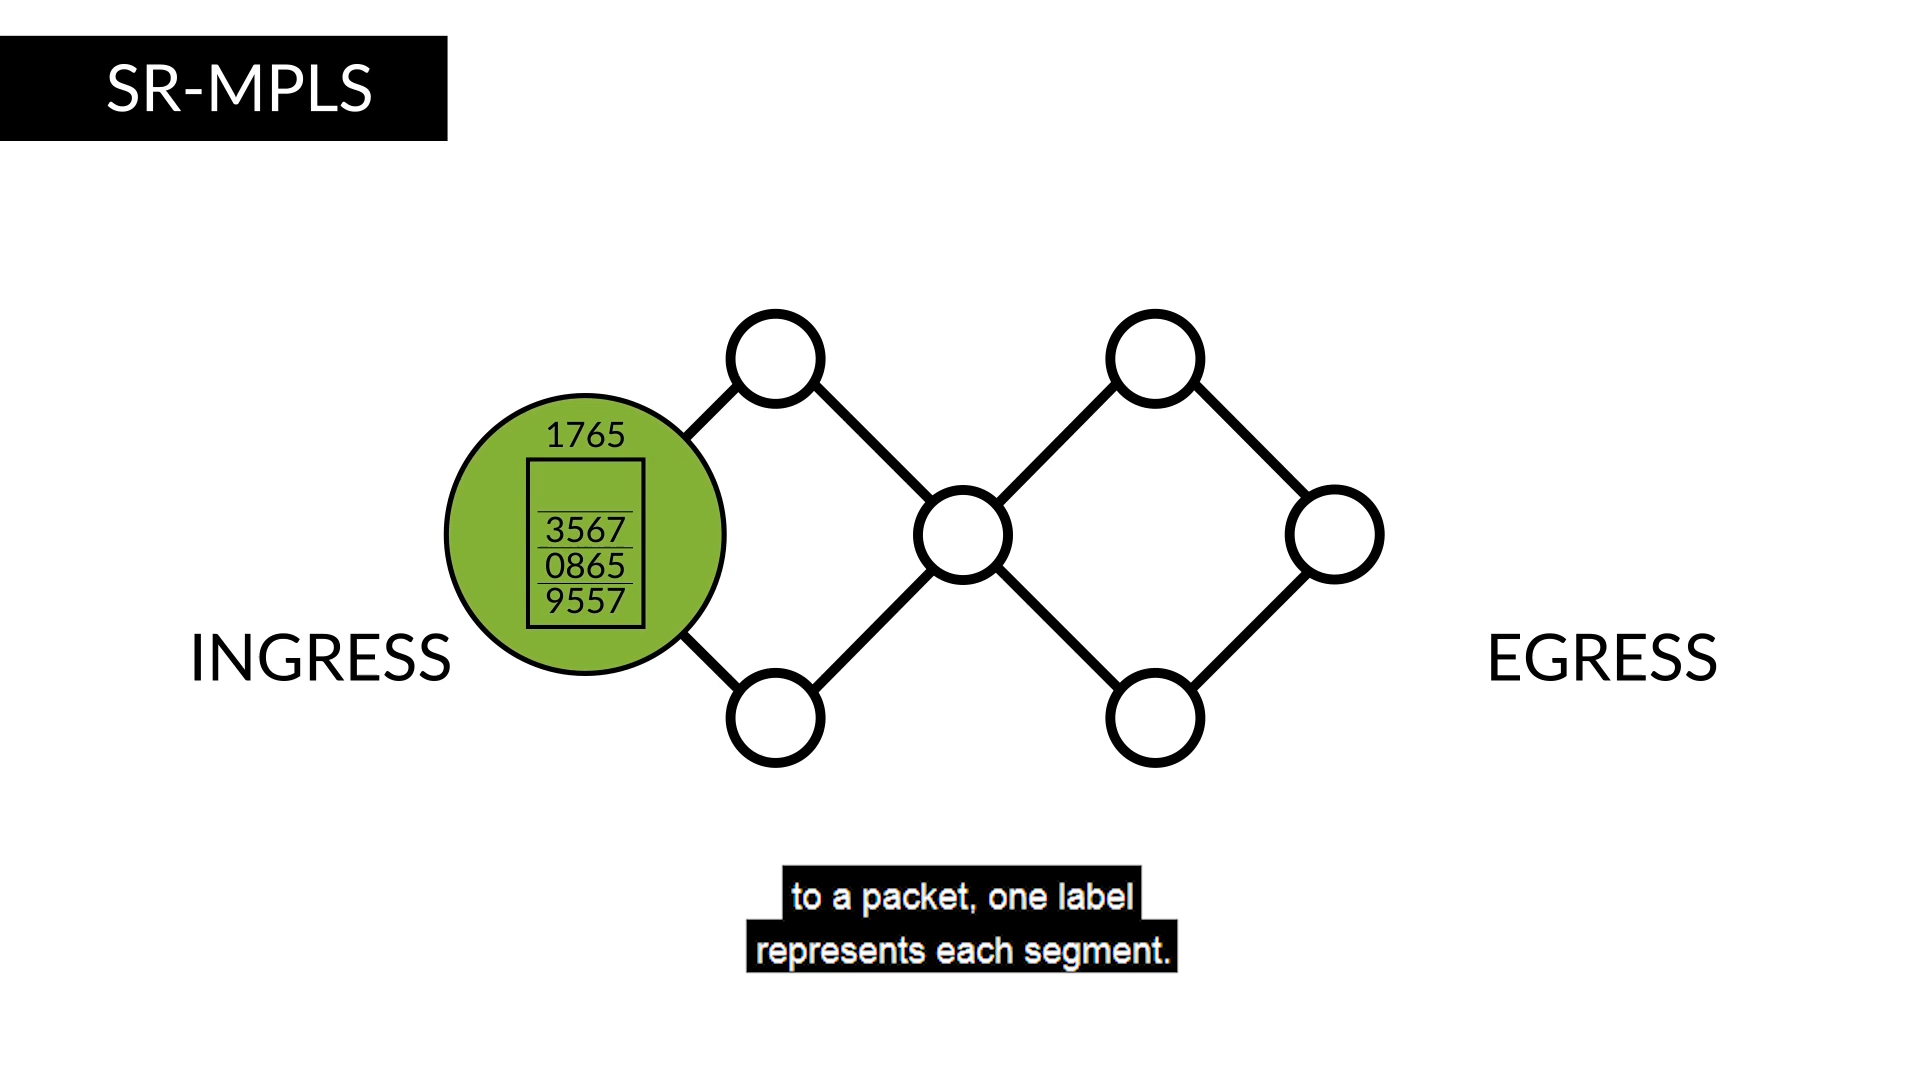 SR-MPLS
1765
3567
0865
9557
INGRESS
EGRESS
to a packet, one label
represents each segment.